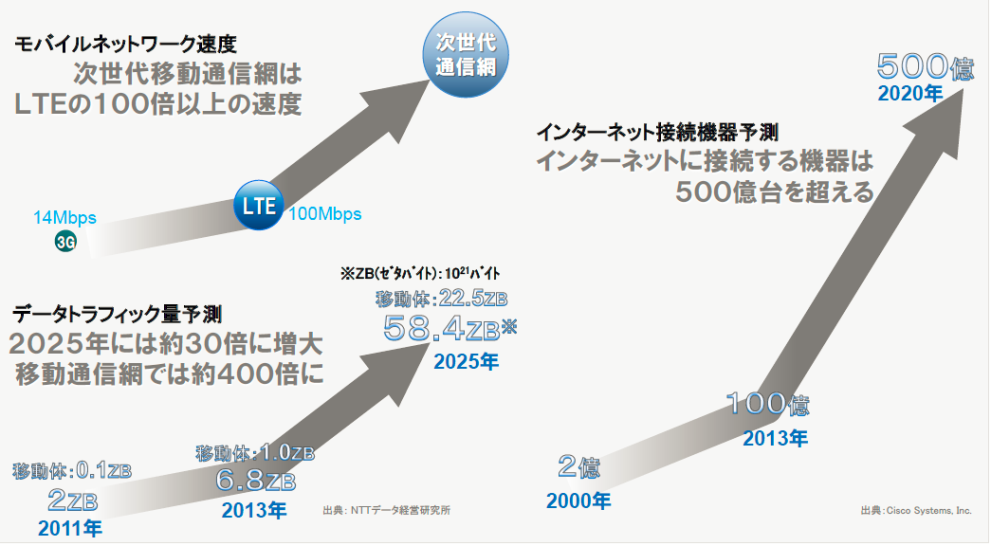 モバイルネットワーク速度
次世代移動通信網は
LTEの100倍以上の速度
次世代
通信網
LTE
100Mbps
14Mbps
3G
※ZB(ｾﾞﾀﾊﾞｲﾄ)：10²¹ﾊﾞｲﾄ
データトラフィック量予測
2025年には約30倍に増大
移動通信網では約400倍に
移動体：22.5ZB
58.4ZB※
2025年
移動体：1.0ZB
6.8ZB
2013年
移動体：0.1ZB
2ZB
2011年
出典：NTTデータ経営研究所
インターネット接続機器予測
インターネットに接続する機器は
500億台を超える
500億
2020年
100億
2013年
2億
2000年
出典：Cisco Systems, Inc.